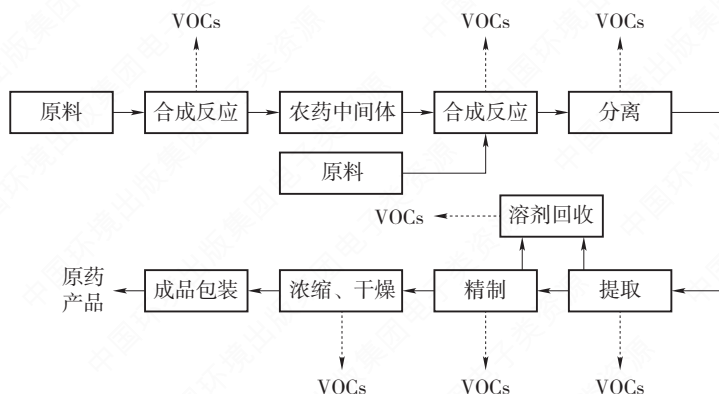 VOCs
VOCs
VOCs
原料
合成反应
农药中间体
合成反应
分离
原料
VOCs
溶剂回收
原药
产品
成品包装
浓缩、干燥
精制
提取
VOCs
VOCs
VOCs